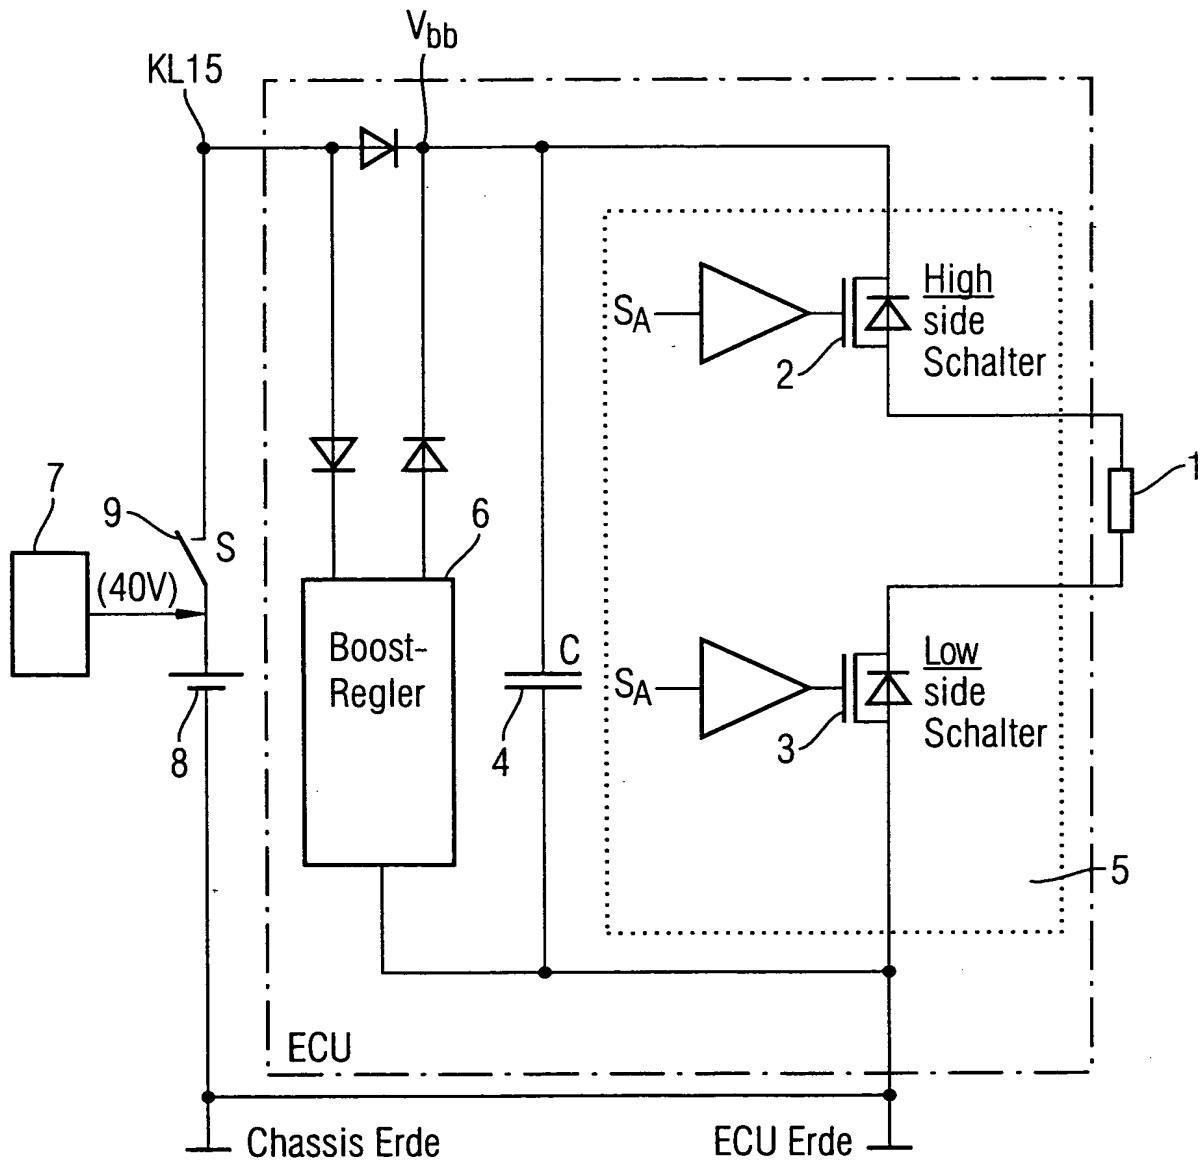 Vbb
KL15
High
side
Schalter
SA
2
1
7
9
S
6
(40V)
Boost-
Regler
C
Low
side
Schalter
SA
8
4
3
5
ECU
Chassis Erde
ECU Erde